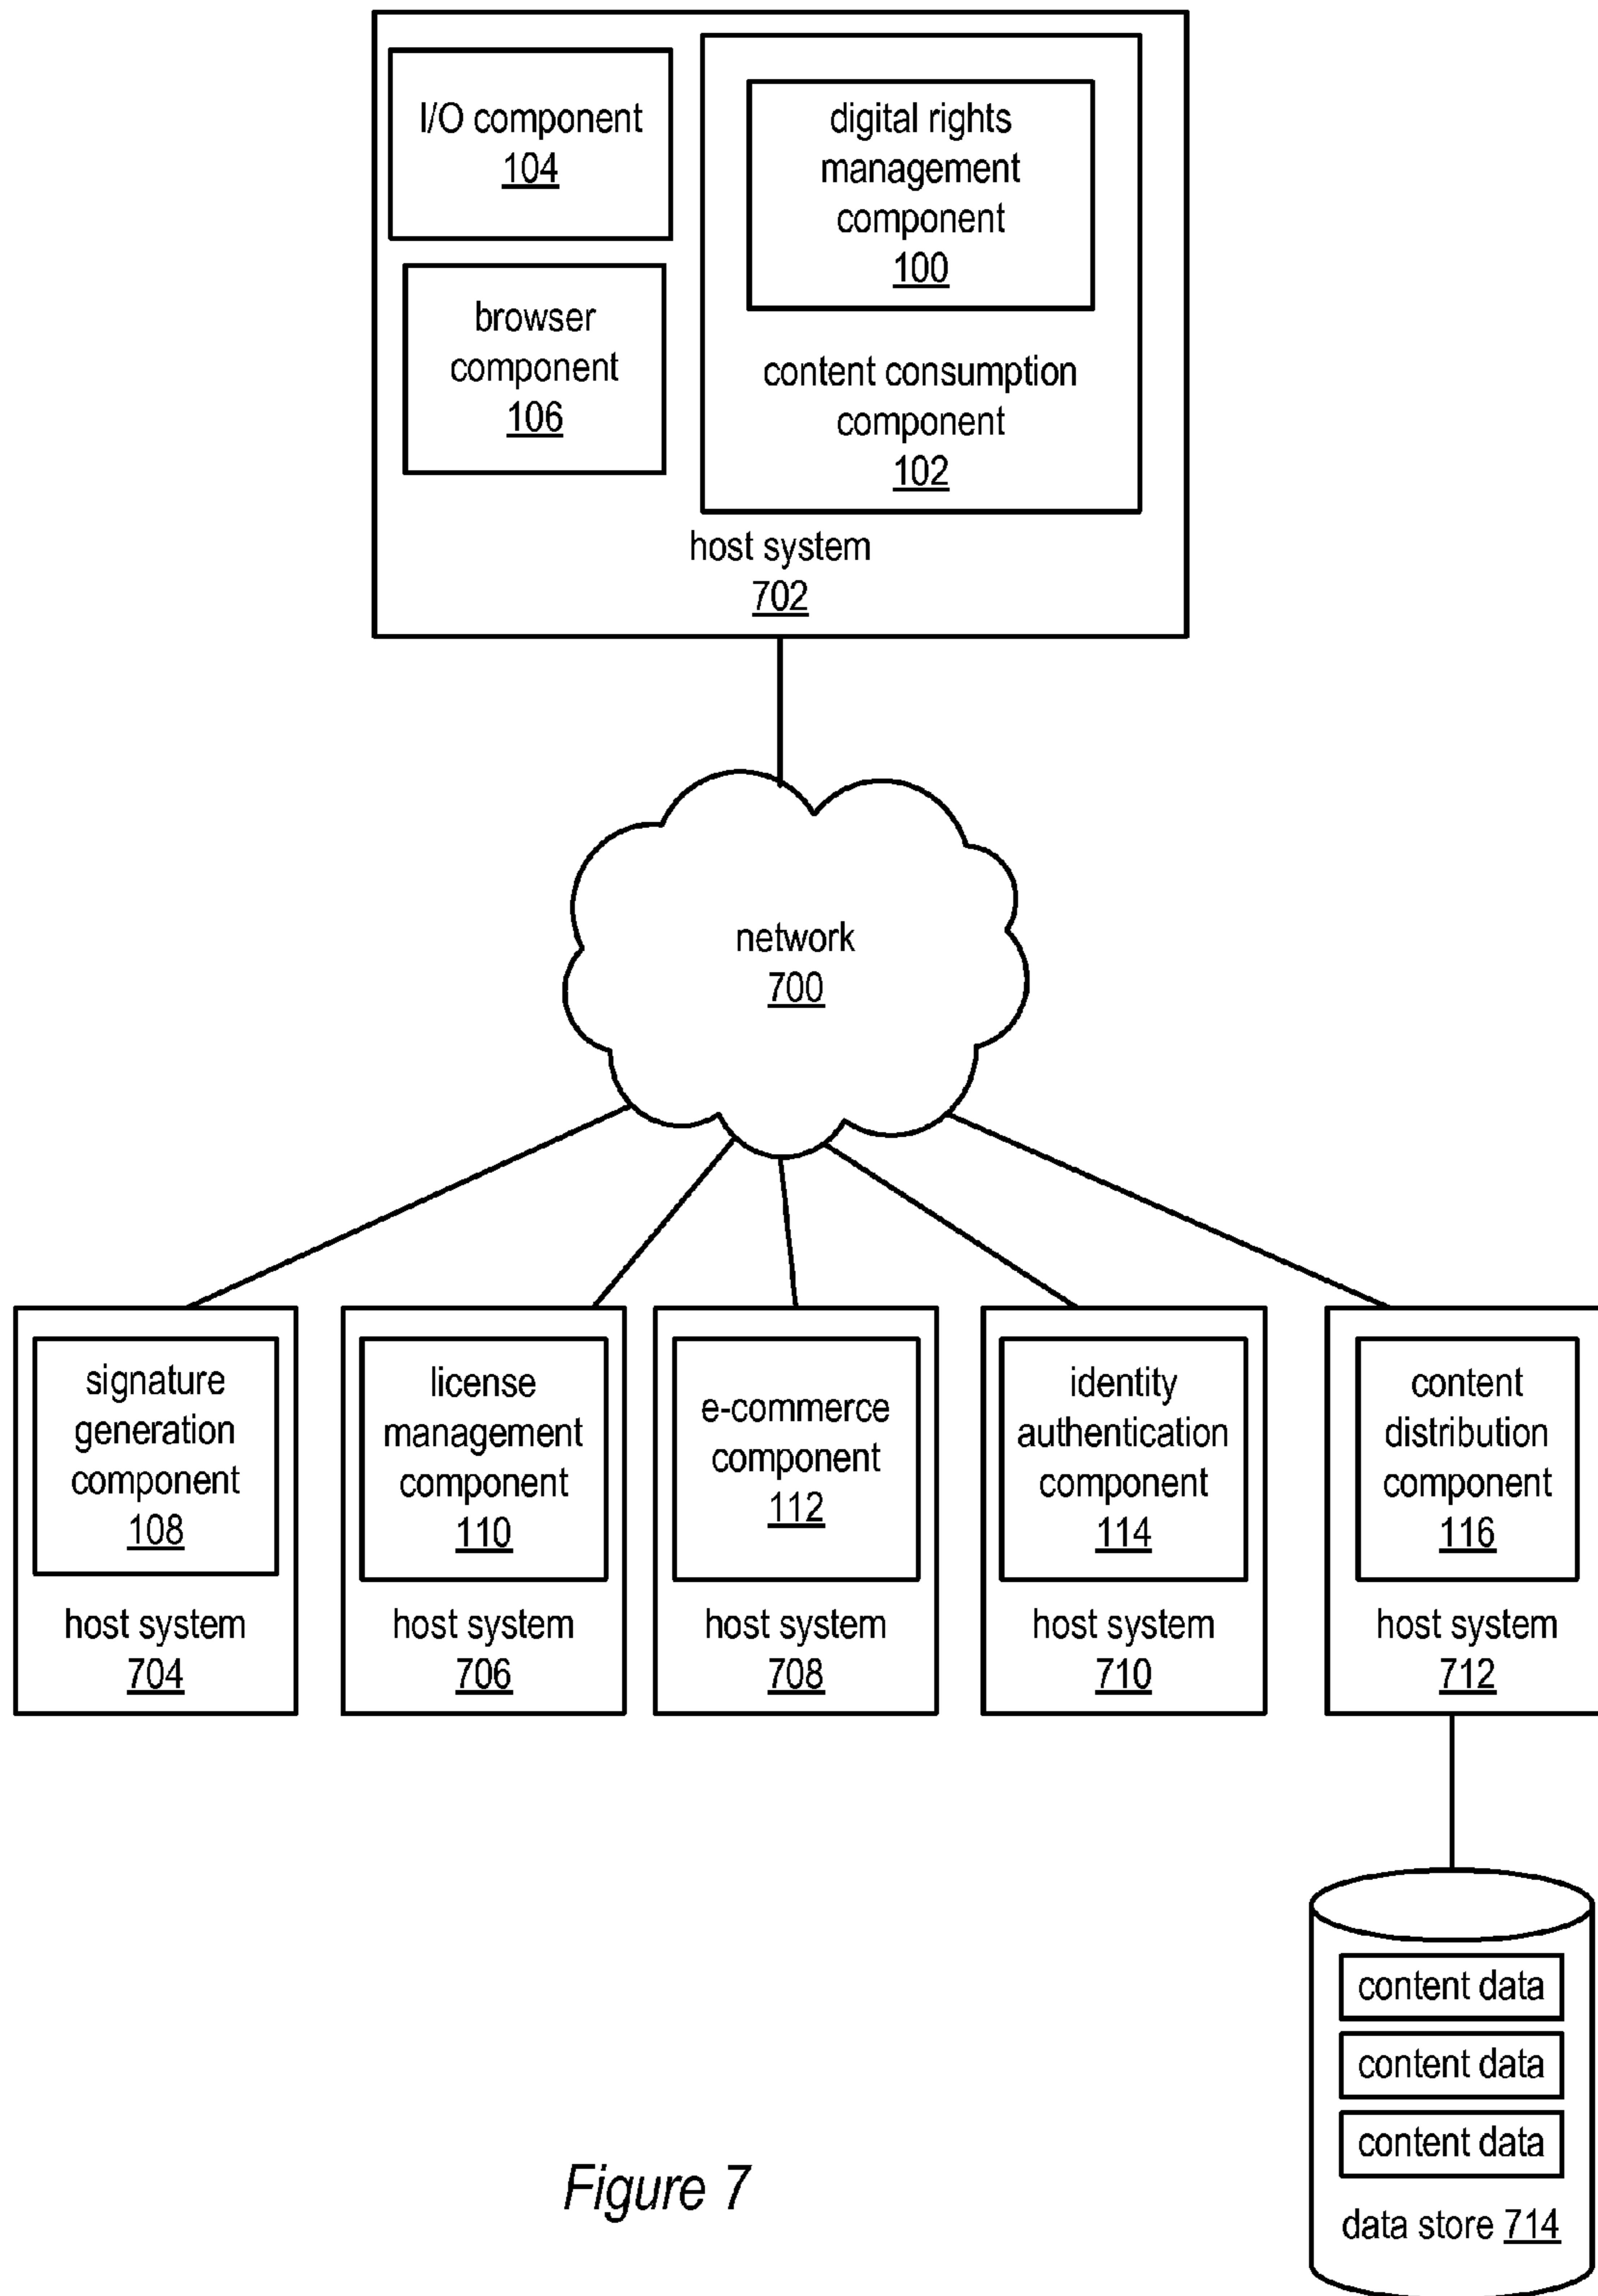 I/O component
104
digital rights
management
component
100
browser
component
106
content consumption
component
102
host system
702
network
700
signature
generation
component
108
host system
704
license
management
component
110
host system
706
e-commerce
component
112
host system
708
identity
authentication
component
114
host system
710
content
distribution
component
116
host system
712
content data
content data
content data
data store 714
Figure 7